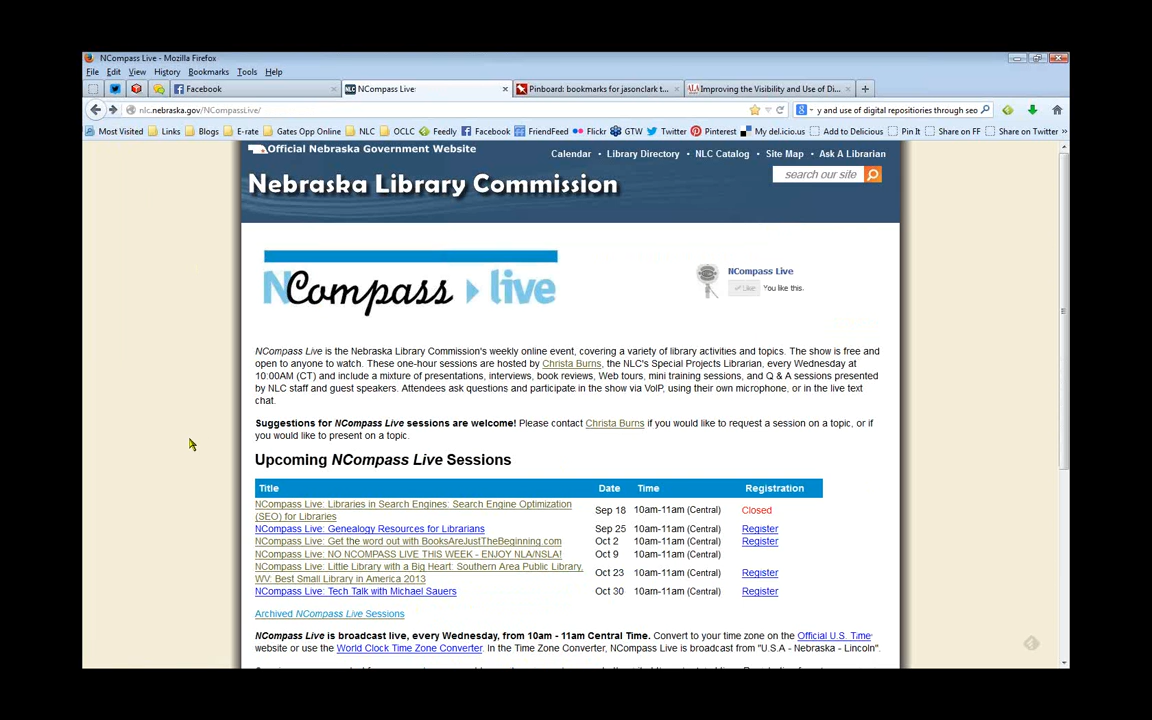 NCompass Live - Mozilla Firefox
File Edit View History Bookmarks Tools Help
Facebook NCompass Live: Pinboard: bookmarks for jasonclark t... Improving the Visibility and Use of Di...
nlc.nebraska.gov/NCompassLive/ y and use of digital repositiories through seo
Most Visited Links Blogs E-rate Gates Opp Online NLC OCLC Feedly Facebook FriendFeed Flickr GTW Twitter Pinterest My del.icio.us Add to Delicious Pin It Share on FF Share on Twitter
Official Nebraska Government Website
Calendar • Library Directory • NLC Catalog • Site Map • Ask A Librarian
Nebraska Library Commission
search our site
NCompass live
NCompass Live
Like You like this.
NCompass Live is the Nebraska Library Commission's weekly online event, covering a variety of library activities and topics. The show is free and
open to anyone to watch. These one-hour sessions are hosted by Christa Burns, the NLC's Special Projects Librarian, every Wednesday at
10:00AM (CT) and include a mixture of presentations, interviews, book reviews, Web tours, mini training sessions, and Q & A sessions presented
by NLC staff and guest speakers. Attendees ask questions and participate in the show via VoIP, using their own microphone, or in the live text
chat.
Suggestions for NCompass Live sessions are welcome! Please contact Christa Burns if you would like to request a session on a topic, or if
you would like to present on a topic.
Upcoming NCompass Live Sessions
Title Date Time Registration
NCompass Live: Libraries in Search Engines: Search Engine Optimization
(SEO) for Libraries Sep 18 10am-11am (Central) Closed
NCompass Live: Genealogy Resources for Librarians Sep 25 10am-11am (Central) Register
NCompass Live: Get the word out with BooksAreJustTheBeginning.com Oct 2 10am-11am (Central) Register
NCompass Live: NO NCOMPASS LIVE THIS WEEK - ENJOY NLA/NSLA! Oct 9 10am-11am (Central)
NCompass Live: Little Library with a Big Heart: Southern Area Public Library,
WV: Best Small Library in America 2013 Oct 23 10am-11am (Central) Register
NCompass Live: Tech Talk with Michael Sauers Oct 30 10am-11am (Central) Register
Archived NCompass Live Sessions
NCompass Live is broadcast live, every Wednesday, from 10am - 11am Central Time. Convert to your time zone on the Official U.S. Time
website or use the World Clock Time Zone Converter. In the Time Zone Converter, NCompass Live is broadcast from "U.S.A - Nebraska - Lincoln".